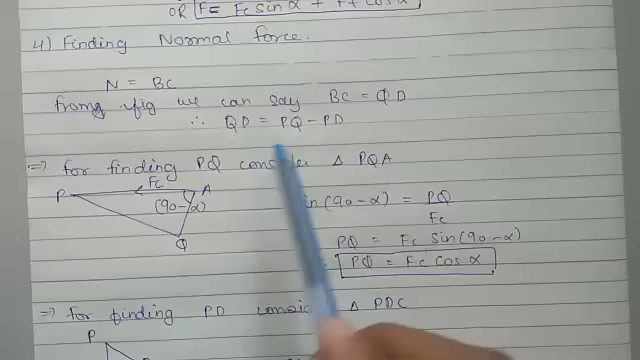 OR F = Fc sin α + Ft cos α
4) Finding Normal force.
N = BC
from fig we can say BC = QD
∴ QD = PQ - PD
⇒ for finding PQ consider Δ PQA
P Fc A
(90-α)
Q
(90-α) = PQ/Fc
PQ = Fc sin(90-α)
PQ = Fc cos α
⇒ for finding PD Δ PDC
P